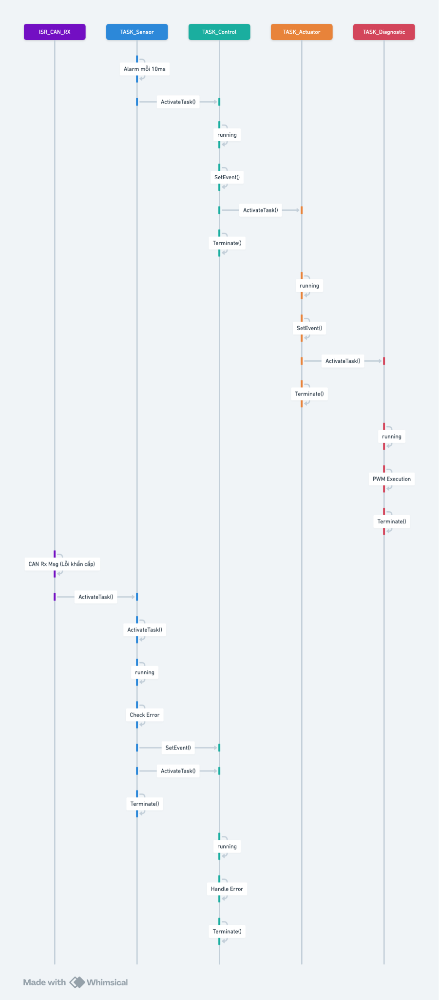 ISR_CAN_RX
TASK_Sensor
TASK_Control
TASK_Actuator
TASK_Diagnostic
Alarm mỗi 10ms
ActivateTask()
running
SetEvent()
ActivateTask()
Terminate()
running
SetEvent()
ActivateTask()
Terminate()
running
PWM Execution
Terminate()
CAN Rx Msg (Lỗi khẩn cấp)
ActivateTask()
ActivateTask()
running
Check Error
SetEvent()
ActivateTask()
Terminate()
running
Handle Error
Terminate()
Made with Whimsical